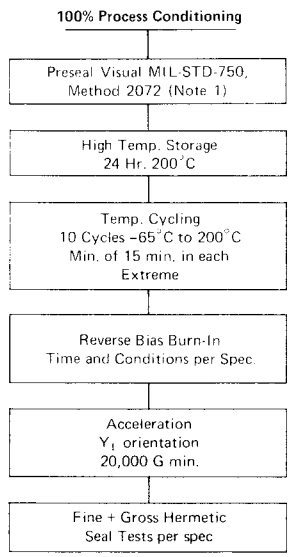 100% Process Conditioning
Preseal Visual MIL-STD-750,
Method 2072 (Note 1)
High Temp. Storage
24 Hr. 200°C
Temp. Cycling
10 Cycles –65°C to 200°C
Min. of 15 min. in each
Extreme
Reverse Bias Burn-In
Time and Conditions per Spec.
Acceleration
Y₁ orientation
20,000 G min.
Fine + Gross Hermetic
Seal Tests per spec